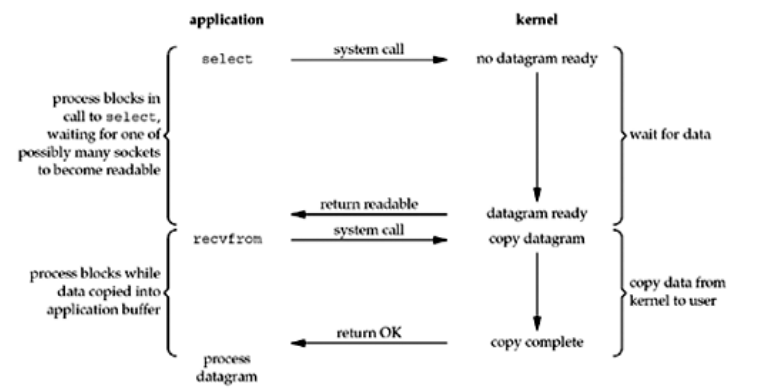 application
kernel
select
system call
no datagram ready
process blocks in
call to select,
waiting for one of
possibly many sockets
to become readable
wait for data
return readable
datagram ready
recvfrom
system call
copy datagram
process blocks while
data copied into
application buffer
copy data from
kernel to user
return OK
copy complete
process
datagram